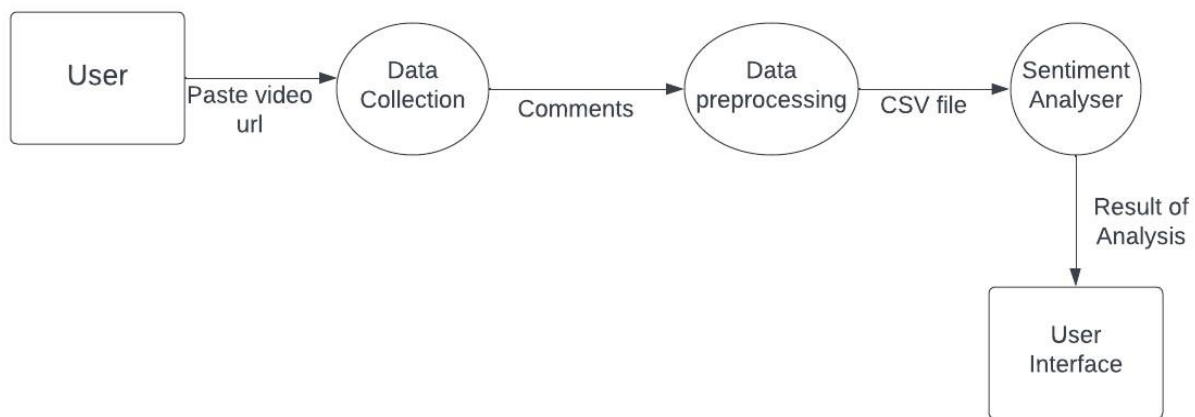 User
Paste video
url
Data
Collection
Comments
Data
preprocessing
CSV file
Sentiment
Analyser
Result of
Analysis
User
Interface